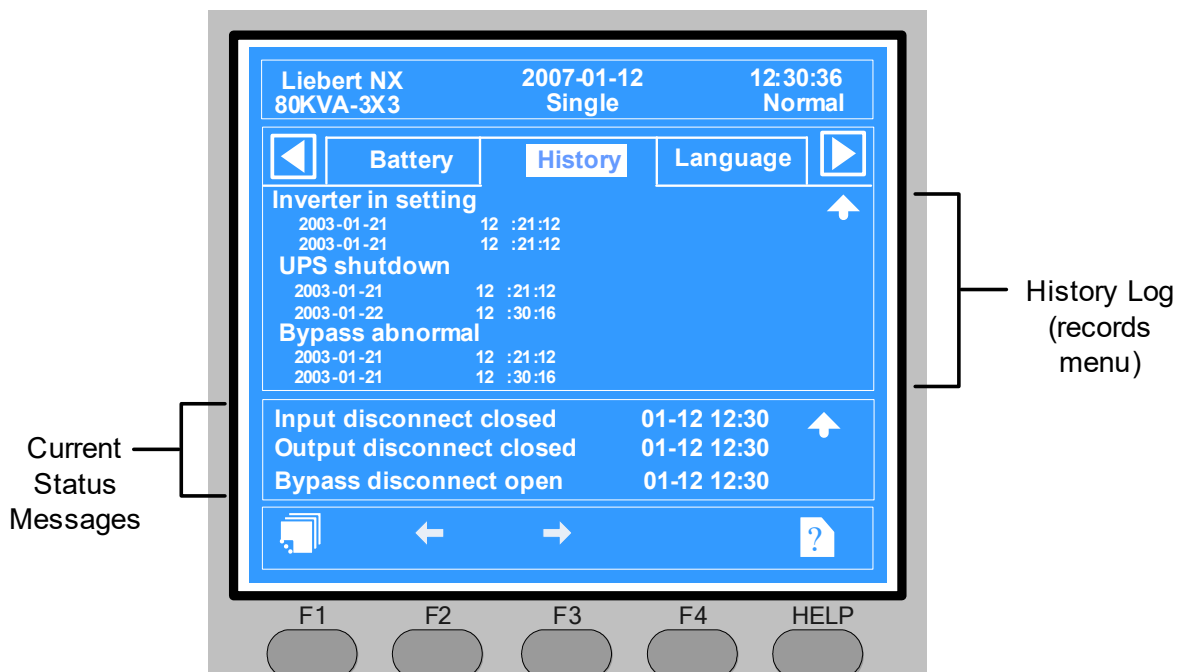 Liebert NX 2007-01-12 12:30:36
80KVA-3X3 Single Normal
Battery History Language
Inverter in setting
2003-01-21 12 :21:12
2003-01-21 12 :21:12
UPS shutdown
2003-01-21 12 :21:12
2003-01-22 12 :30:16
Bypass abnormal
2003-01-21 12 :21:12
2003-01-21 12 :30:16
History Log
(records
menu)
Input disconnect closed 01-12 12:30
Output disconnect closed 01-12 12:30
Bypass disconnect open 01-12 12:30
Current
Status
Messages
?
F1 F2 F3 F4 HELP